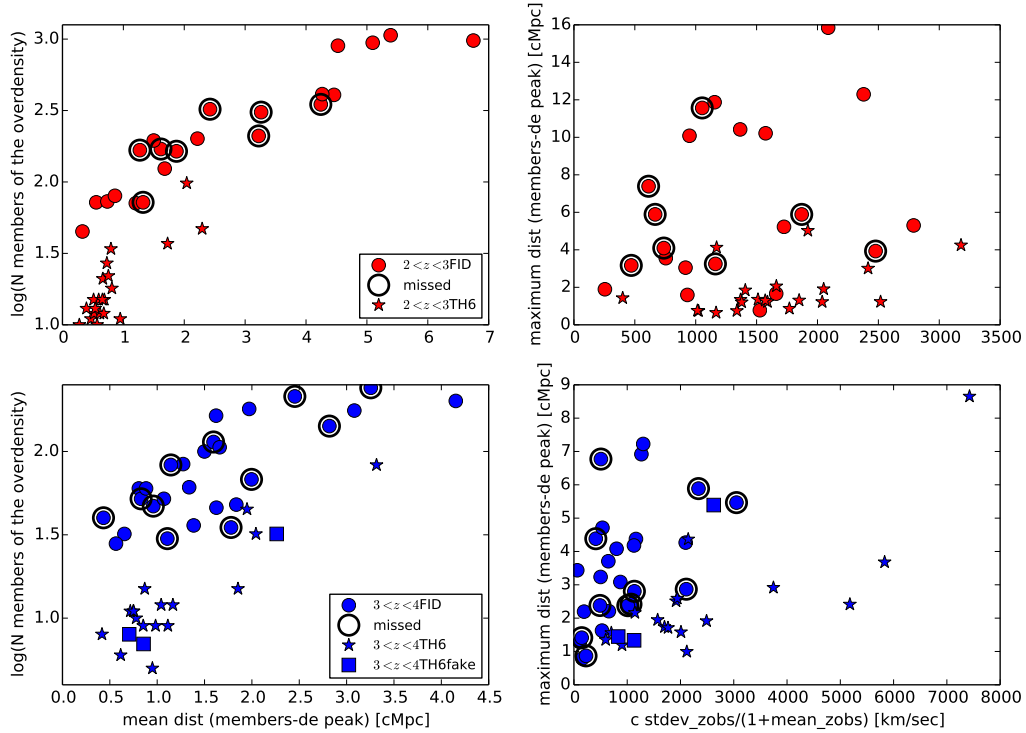 log(N members of the overdensity)
3.0
2.5
2.0
1.5
1.0
0 1 2 3 4 5 6 7
2 < z < 3FID
missed
2 < z < 3TH6
maximum dist (members-de peak) [cMpc]
16
14
12
10
8
6
4
2
0
0 500 1000 1500 2000 2500 3000 3500
log(N members of the overdensity)
2.0
1.5
1.0
0.0 0.5 1.0 1.5 2.0 2.5 3.0 3.5 4.0 4.5
mean dist (members-de peak) [cMpc]
3 < z < 4FID
missed
3 < z < 4TH6
3 < z < 4TH6fake
maximum dist (members-de peak) [cMpc]
9
8
7
6
5
4
3
2
1
0
0 1000 2000 3000 4000 5000 6000 7000 8000
c stdev_zobs/(1+mean_zobs) [km/sec]